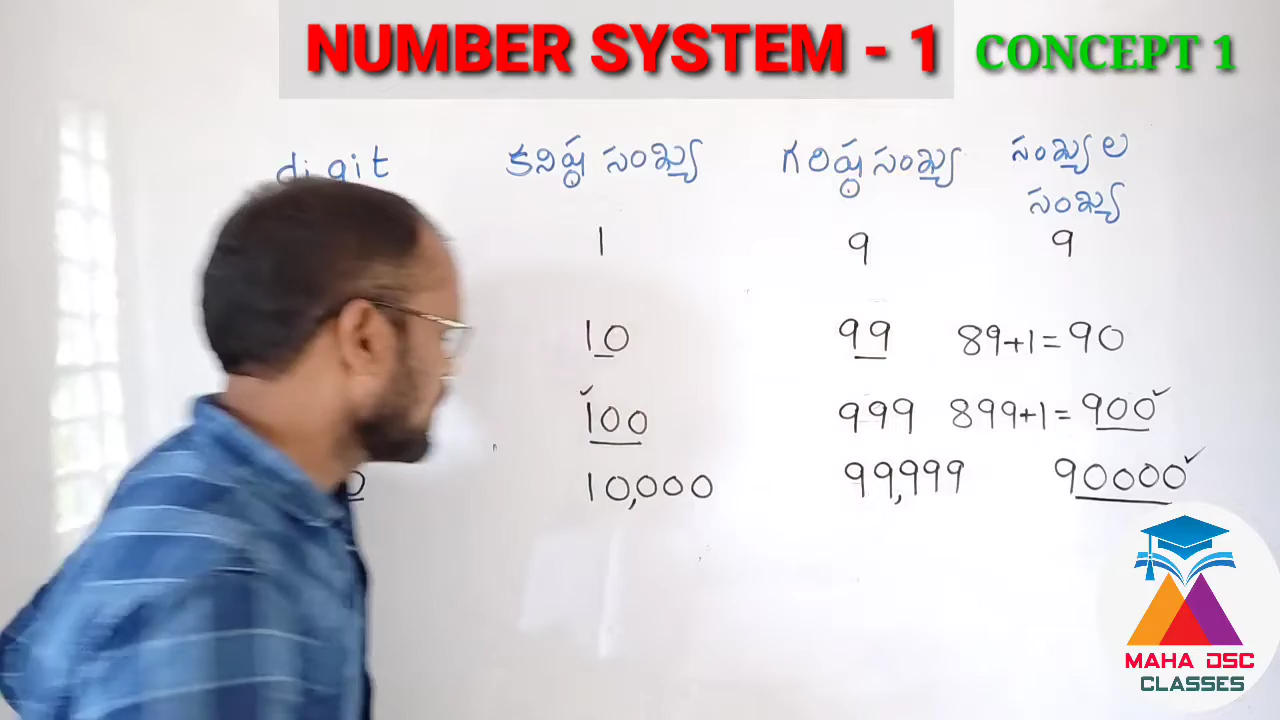 NUMBER SYSTEM - 1 CONCEPT 1
digit కనిష్ఠ సంఖ్య గరిష్ఠ సంఖ్య సంఖ్యల
సంఖ్య
1 9 9
10 99 89+1=90
100 999 899+1=900
10,000 99,999 90000
MAHA DSC
CLASSES